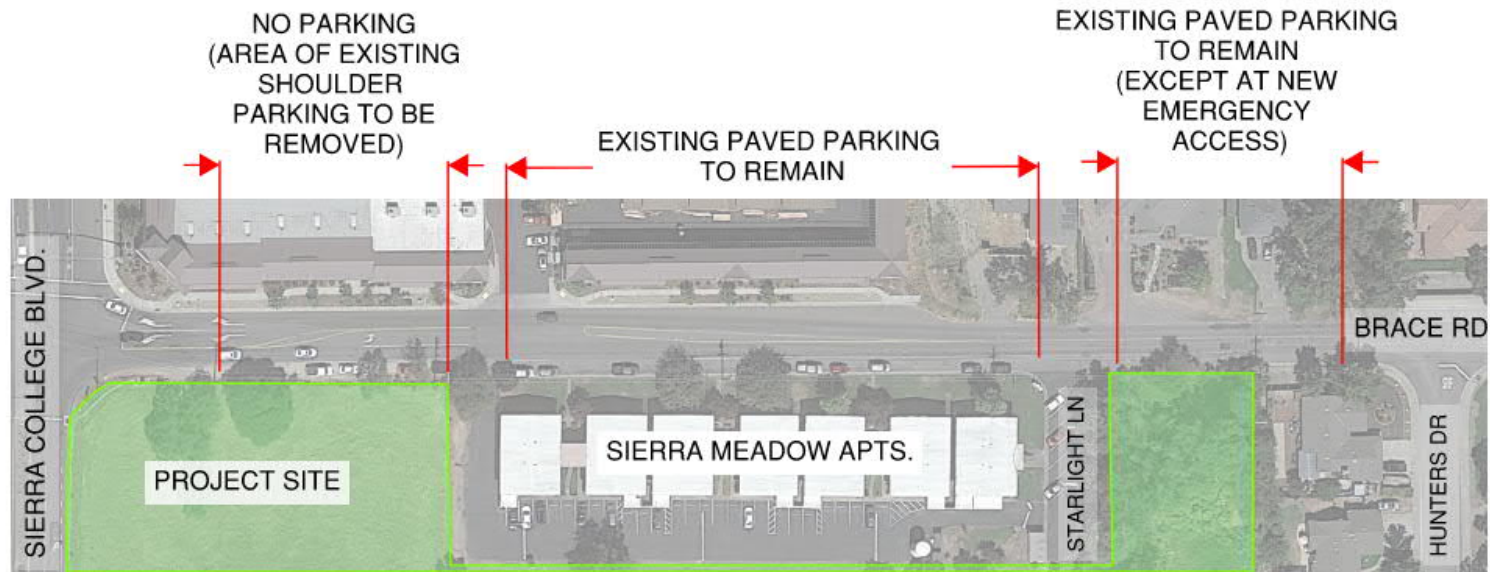 NO PARKING
(AREA OF EXISTING
SHOULDER
PARKING TO BE
REMOVED)
EXISTING PAVED PARKING
TO REMAIN
EXISTING PAVED PARKING
TO REMAIN
(EXCEPT AT NEW
EMERGENCY
ACCESS)
SIERRA COLLEGE BLVD.
PROJECT SITE
SIERRA MEADOW APTS.
STARLIGHT LN
BRACE RD
HUNTERS DR